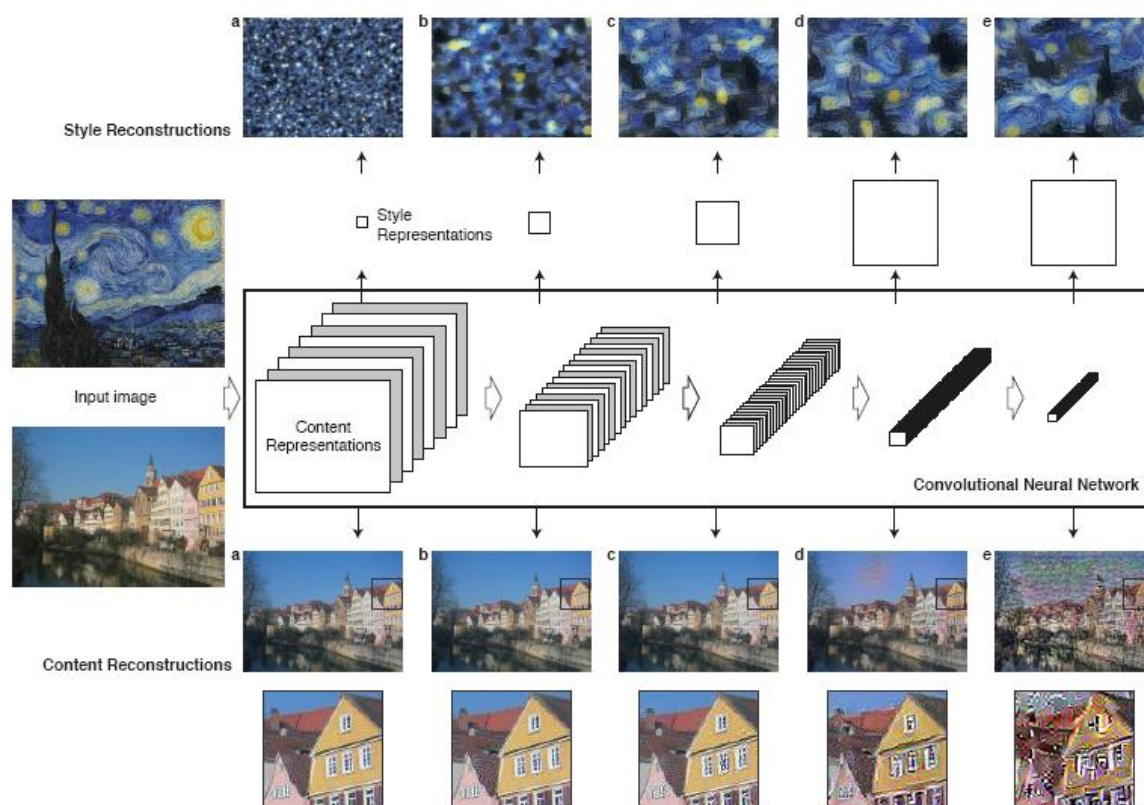 a b c d e
Style Reconstructions
Style
Representations
Input image
Content
Representations
Convolutional Neural Network
a b c d e
Content Reconstructions